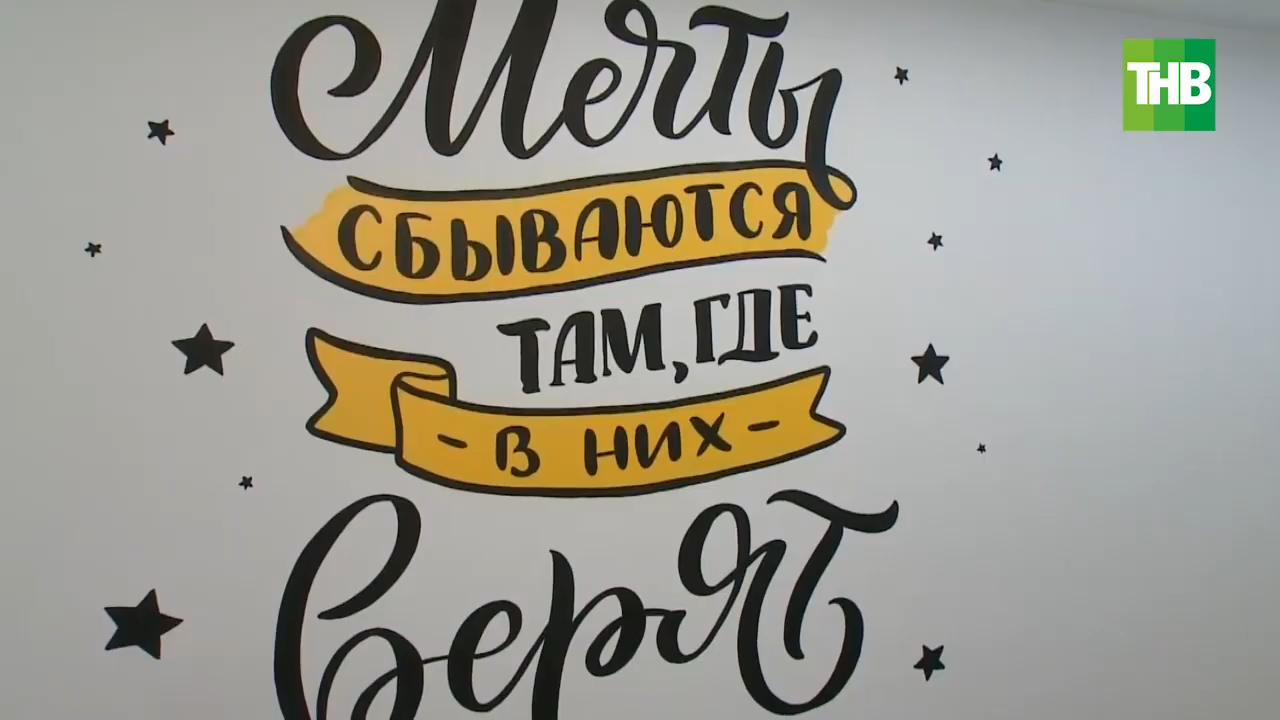 Мечты
СБЫВАЮТСЯ
ТАМ, ГДЕ
- В НИХ -
Верят
ТНВ